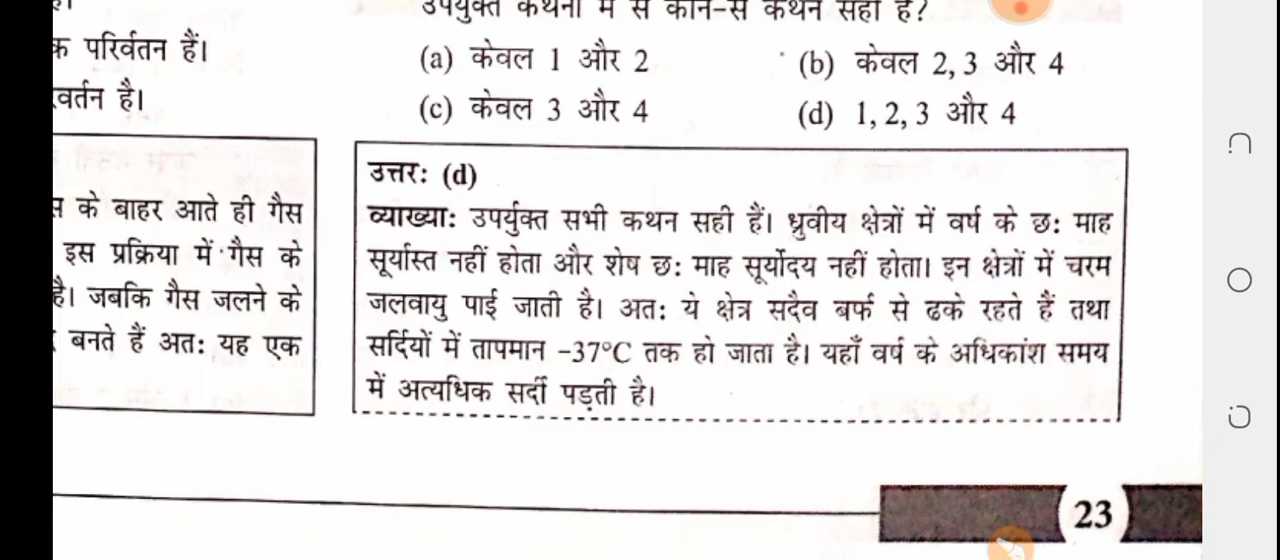 क परिर्वतन हैं।
वर्तन है।
के बाहर आते ही गैस
इस प्रक्रिया में गैस के
है। जबकि गैस जलने के
बनते हैं अत: यह एक
उपर्युक्त कथनों में से कौन-से कथन सही हैं?
(a) केवल 1 और 2
(b) केवल 2, 3 और 4
(c) केवल 3 और 4
(d) 1, 2, 3 और 4
उत्तर: (d)
व्याख्या: उपर्युक्त सभी कथन सही हैं। ध्रुवीय क्षेत्रों में वर्ष के छ: माह
सूर्यास्त नहीं होता और शेष छ: माह सूर्योदय नहीं होता। इन क्षेत्रों में चरम
जलवायु पाई जाती है। अत: ये क्षेत्र सदैव बर्फ से ढके रहते हैं तथा
सर्दियों में तापमान -37°C तक हो जाता है। यहाँ वर्ष के अधिकांश समय
में अत्यधिक सर्दी पड़ती है।
23